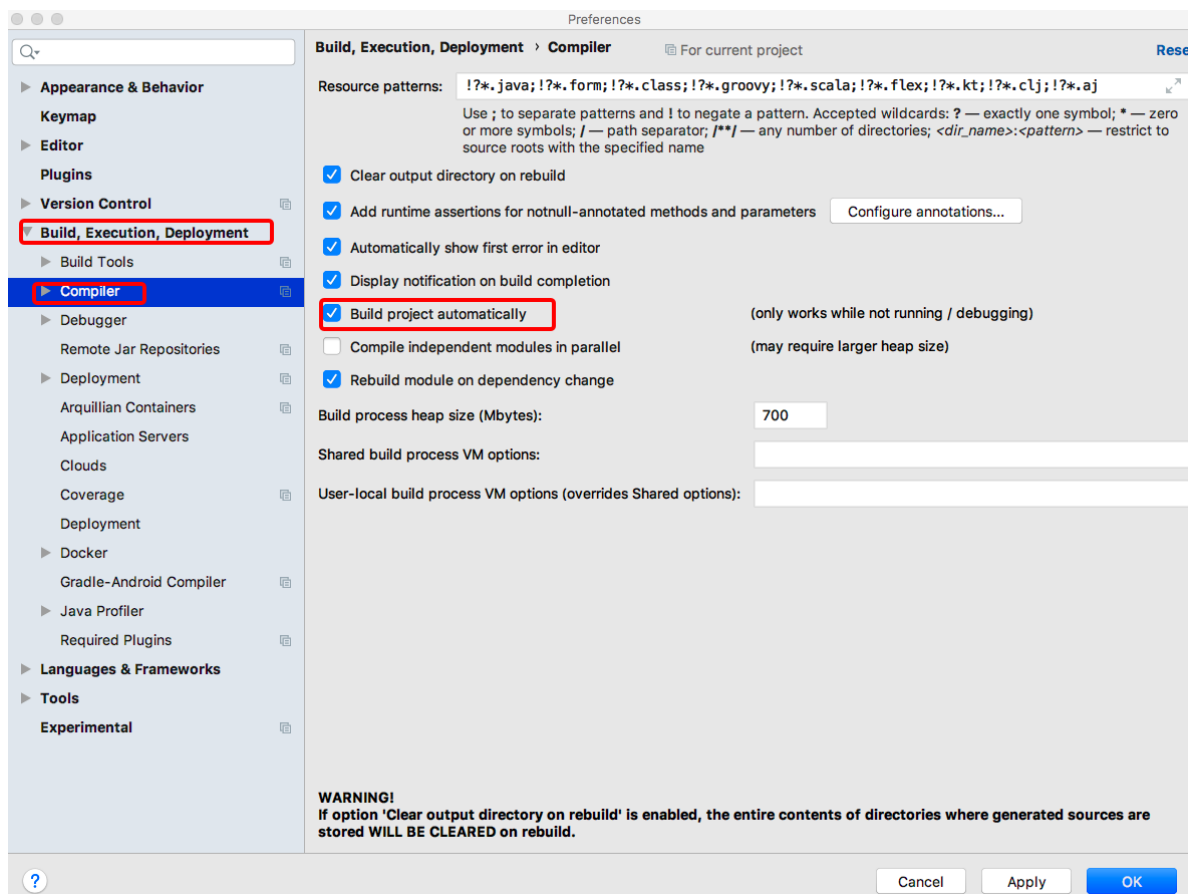 Preferences
Build, Execution, Deployment › Compiler
For current project
Rese
Appearance & Behavior
Keymap
Editor
Plugins
Version Control
Build, Execution, Deployment
Build Tools
Compiler
Debugger
Remote Jar Repositories
Deployment
Arquillian Containers
Application Servers
Clouds
Coverage
Deployment
Docker
Gradle-Android Compiler
Java Profiler
Required Plugins
Languages & Frameworks
Tools
Experimental
Resource patterns: !?*.java;!?*.form;!?*.class;!?*.groovy;!?*.scala;!?*.flex;!?*.kt;!?*.clj;!?*.aj
Use ; to separate patterns and ! to negate a pattern. Accepted wildcards: ? — exactly one symbol; * — zero
or more symbols; / — path separator; /**/ — any number of directories; <dir_name>:<pattern> — restrict to
source roots with the specified name
Clear output directory on rebuild
Add runtime assertions for notnull-annotated methods and parameters Configure annotations...
Automatically show first error in editor
Display notification on build completion
Build project automatically (only works while not running / debugging)
Compile independent modules in parallel (may require larger heap size)
Rebuild module on dependency change
Build process heap size (Mbytes): 700
Shared build process VM options:
User-local build process VM options (overrides Shared options):
WARNING!
If option 'Clear output directory on rebuild' is enabled, the entire contents of directories where generated sources are
stored WILL BE CLEARED on rebuild.
? Cancel Apply OK